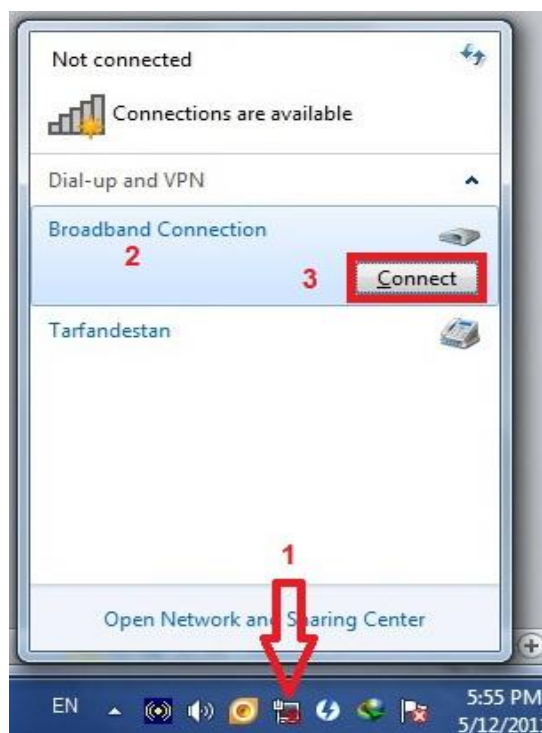 Not connected
Connections are available
Dial-up and VPN
Broadband Connection
2
3
Connect
Tarfandestan
1
Open Network and Sharing Center
EN
5:55 PM